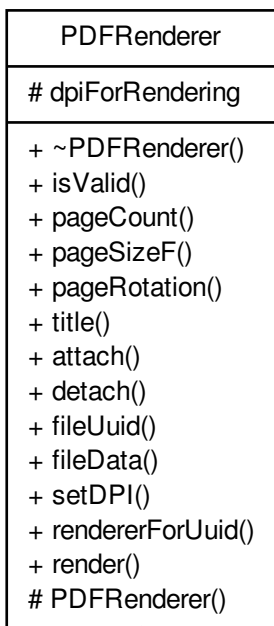 PDFRenderer
# dpiForRendering
+ ~PDFRenderer()
+ isValid()
+ pageCount()
+ pageSizeF()
+ pageRotation()
+ title()
+ attach()
+ detach()
+ fileUuid()
+ fileData()
+ setDPI()
+ rendererForUuid()
+ render()
# PDFRenderer()